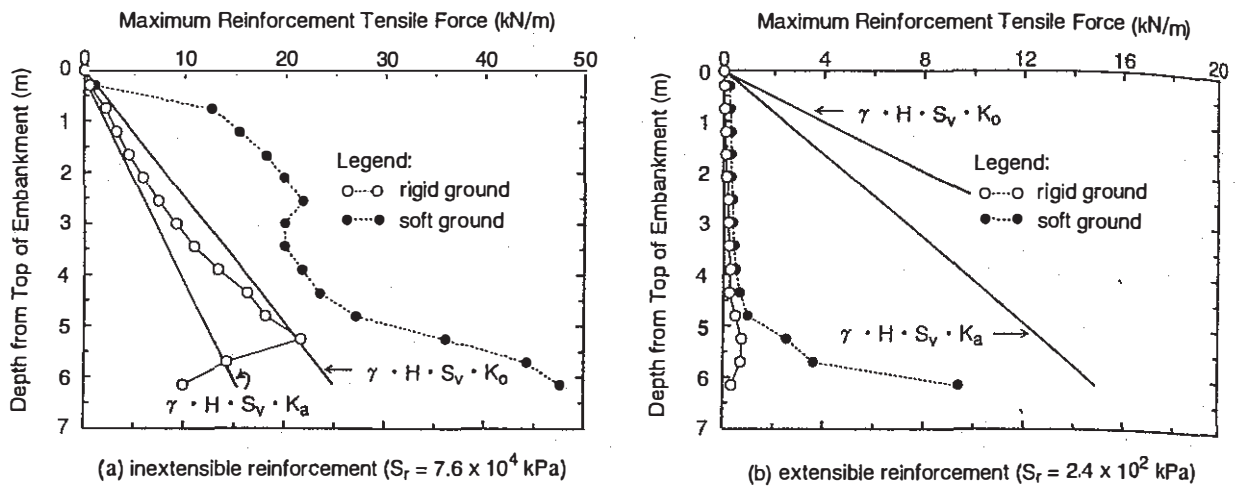 Maximum Reinforcement Tensile Force (kN/m)
0 10 20 30 40 50
Depth from Top of Embankment (m)
0
1
2
3
4
5
6
7
Legend:
rigid ground
soft ground
γ · H · Sv · Ko
γ · H · Sv · Ka
(a) inextensible reinforcement (Sr = 7.6 x 10⁴ kPa)
Maximum Reinforcement Tensile Force (kN/m)
0 4 8 12 16 20
Depth from Top of Embankment (m)
0
1
2
3
4
5
6
7
γ · H · Sv · Ko
Legend:
rigid ground
soft ground
γ · H · Sv · Ka
(b) extensible reinforcement (Sr = 2.4 x 10² kPa)